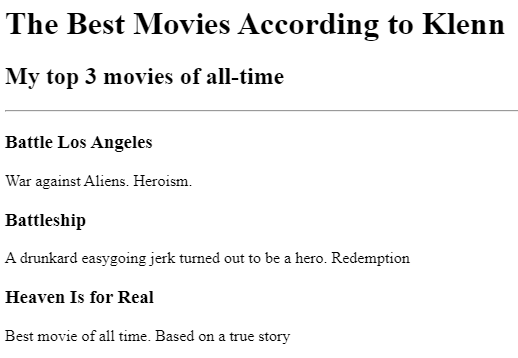 The Best Movies According to Klenn
My top 3 movies of all-time
Battle Los Angeles
War against Aliens. Heroism.
Battleship
A drunkard easygoing jerk turned out to be a hero. Redemption
Heaven Is for Real
Best movie of all time. Based on a true story